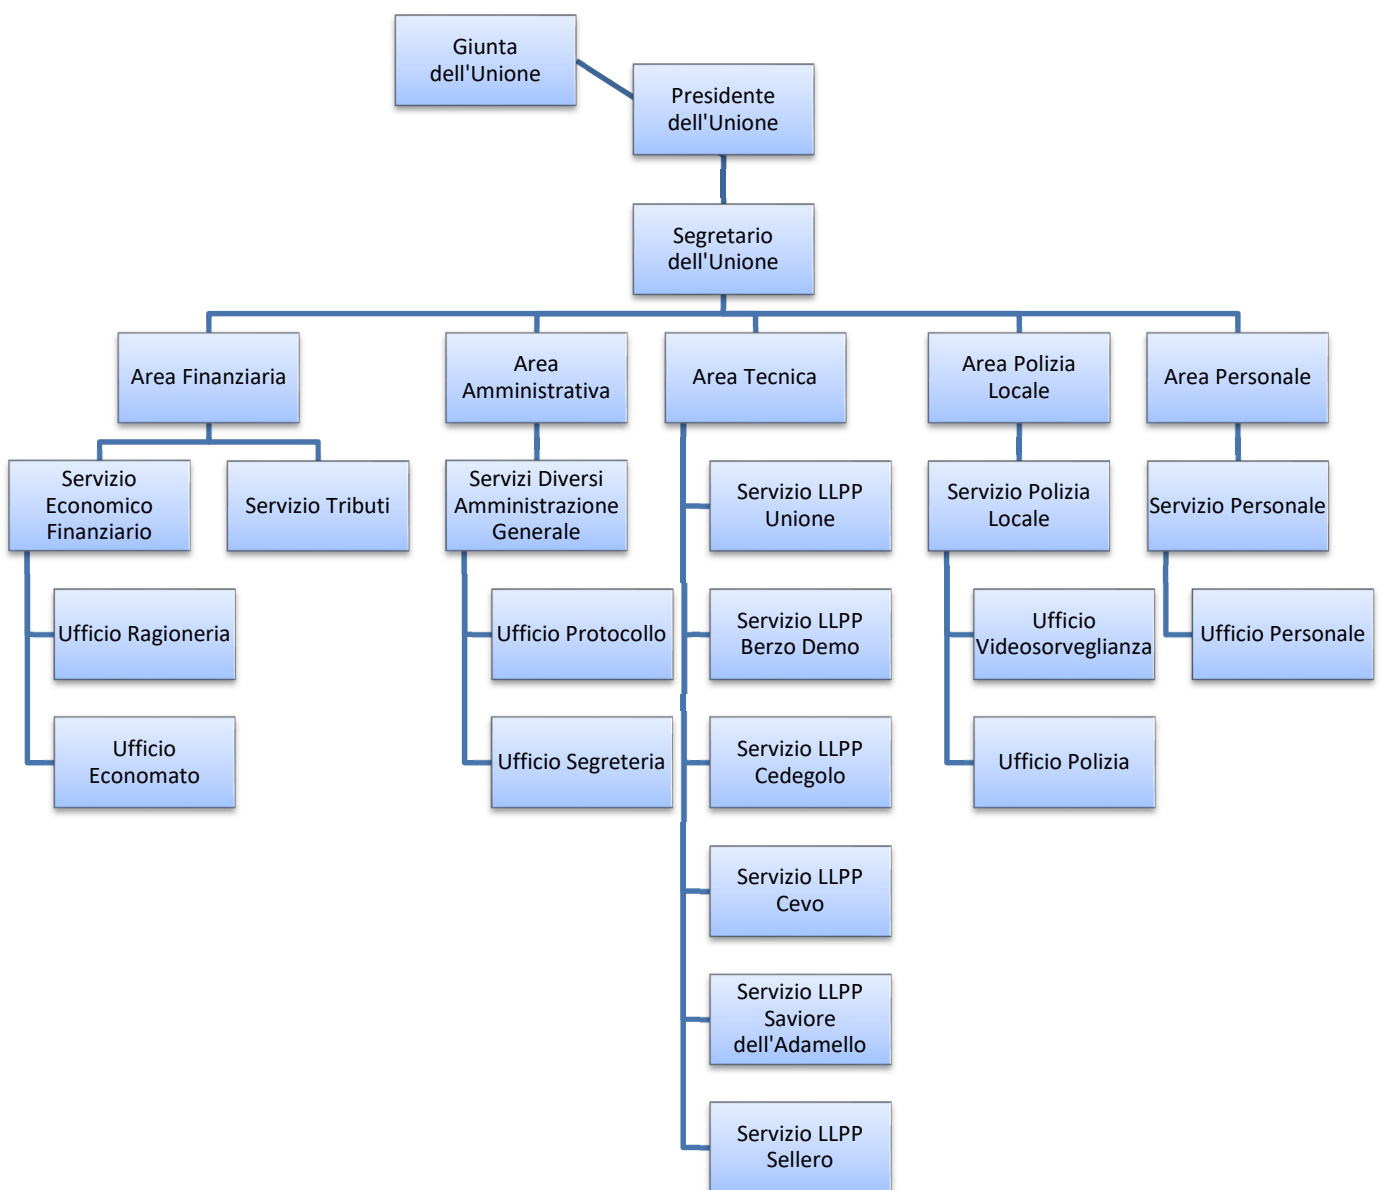 Giunta
dell'Unione
Presidente
dell'Unione
Segretario
dell'Unione
Area Finanziaria
Area
Amministrativa
Area Tecnica
Area Polizia
Locale
Area Personale
Servizio
Economico
Finanziario
Servizio Tributi
Servizi Diversi
Amministrazione
Generale
Servizio LLPP
Unione
Servizio Polizia
Locale
Servizio Personale
Ufficio Ragioneria
Ufficio Protocollo
Servizio LLPP
Berzo Demo
Ufficio
Videosorveglianza
Ufficio Personale
Ufficio
Economato
Ufficio Segreteria
Servizio LLPP
Cedegolo
Ufficio Polizia
Servizio LLPP
Cevo
Servizio LLPP
Saviore
dell'Adamello
Servizio LLPP
Sellero